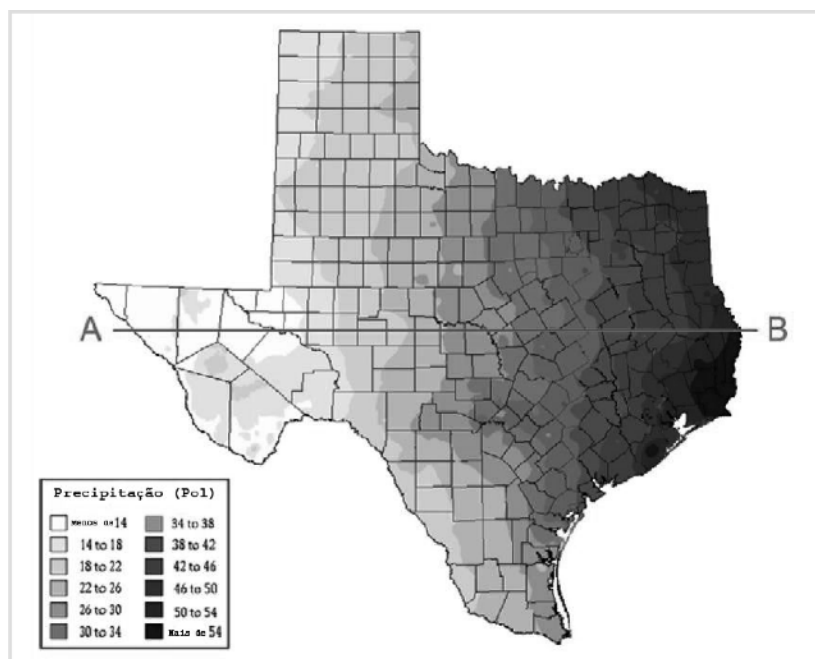 A
B
Precipitação (Pol)
Menos de 14
14 to 18
18 to 22
22 to 26
26 to 30
30 to 34
34 to 38
38 to 42
42 to 46
46 to 50
50 to 54
Mais de 54